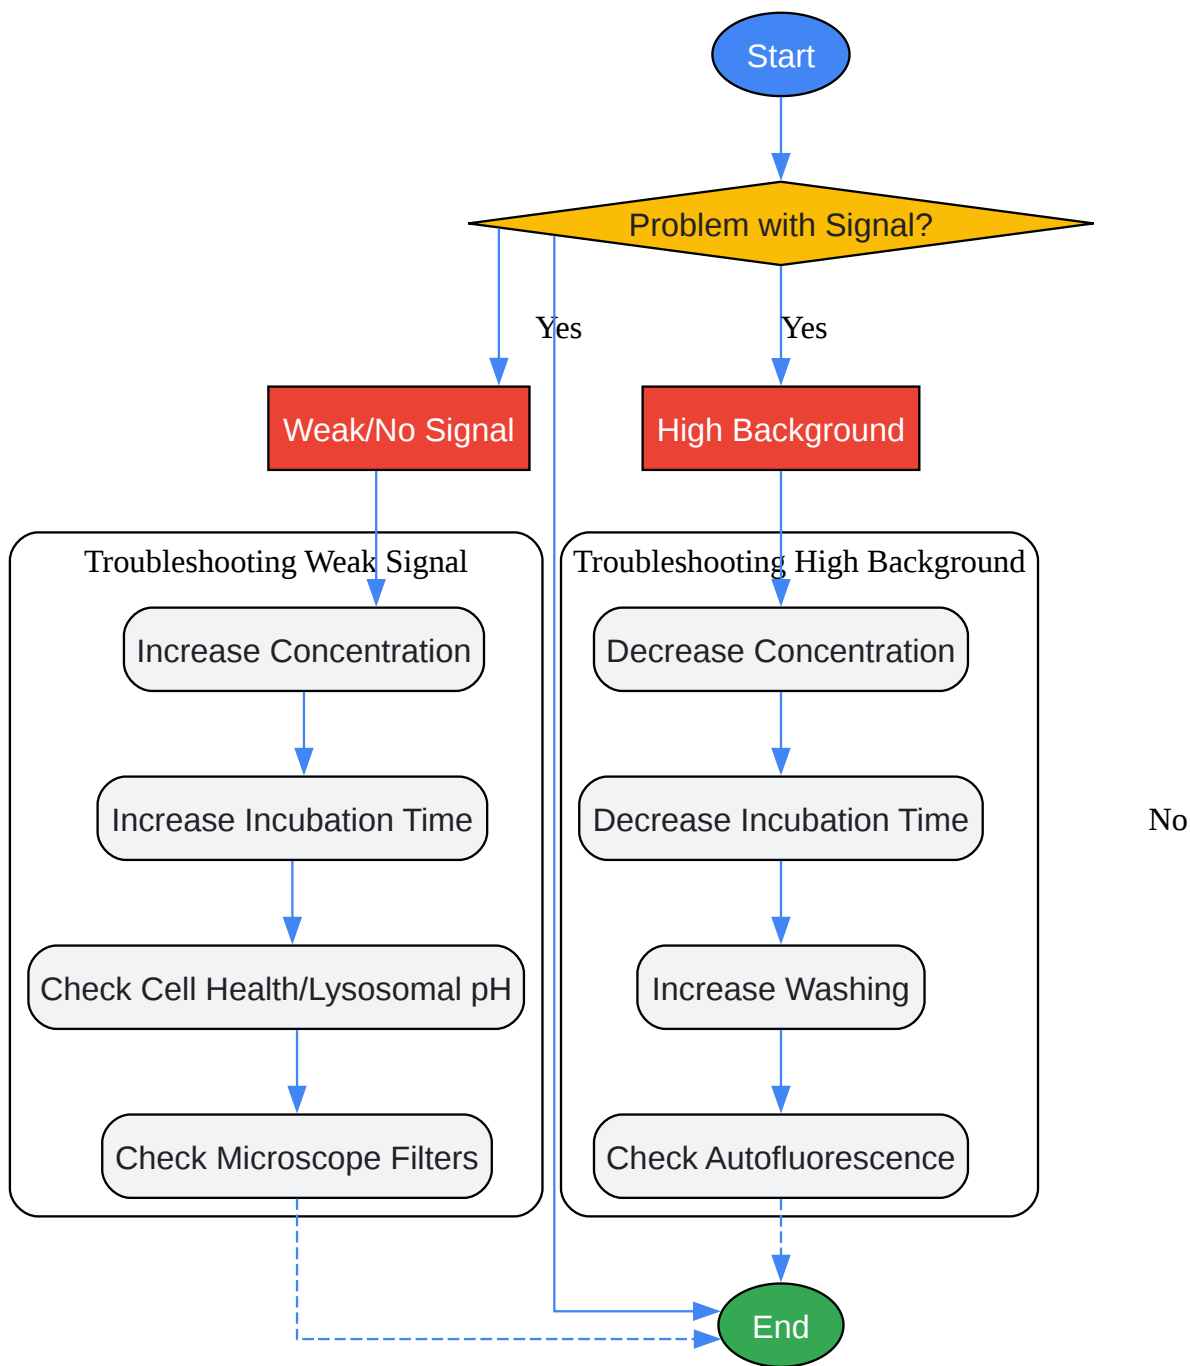 Start
Problem with Signal?
Yes
Yes
Weak/No Signal
High Background
Troubleshooting Weak Signal
Troubleshooting High Background
Increase Concentration
Decrease Concentration
Increase Incubation Time
Decrease Incubation Time
No
Check Cell Health/Lysosomal pH
Increase Washing
Check Microscope Filters
Check Autofluorescence
End